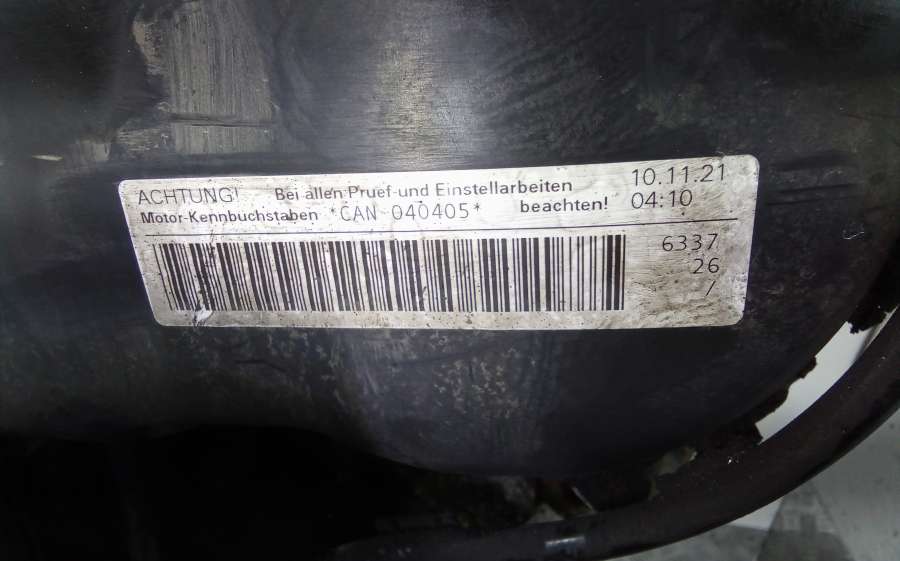 ACHTUNG! Bei allen Pruef-und Einstellarbeiten 10.11.21
Motor-Kennbuchstaben *CAN 040405* beachten! 04:10
6337
26
/